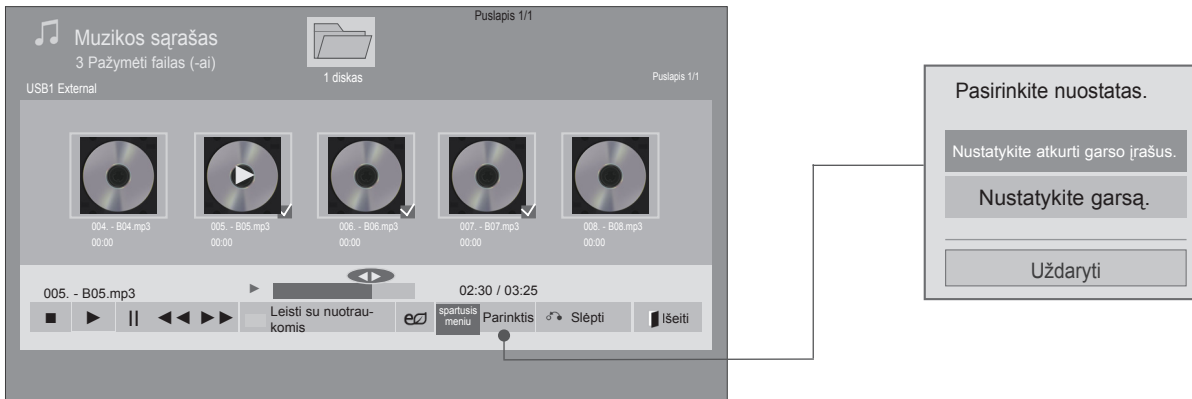 Puslapis 1/1
Muzikos sąrašas
3 Pažymėti failas (-ai)
1 diskas
Puslapis 1/1
USB1 External
004. - B04.mp3
00:00
005. - B05.mp3
00:00
006. - B06.mp3
00:00
007. - B07.mp3
00:00
008. - B08.mp3
00:00
005. - B05.mp3
02:30 / 03:25
Leisti su nuotrau-
komis
spartusis
meniu
Parinktis
Slėpti
Išeiti
Pasirinkite nuostatas.
Nustatykite atkurti garso įrašus.
Nustatykite garsą.
Uždaryti